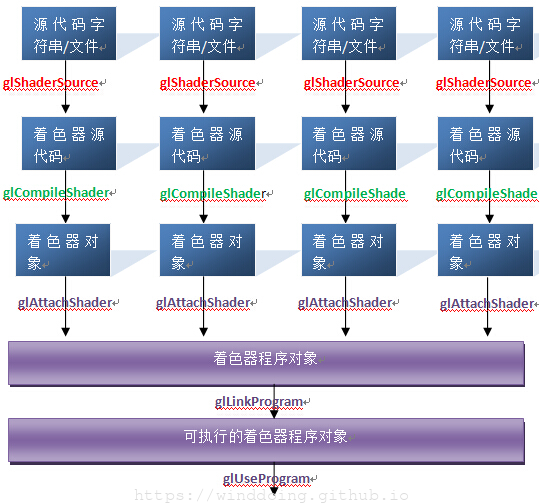 源代码字 源代码字 源代码字 源代码字
符串/文件 符串/文件 符串/文件 符串/文件
glShaderSource glShaderSource glShaderSource glShaderSource
着色器源 着色器源 着色器源 着色器源
代码 代码 代码 代码
glCompileShader glCompileShader glCompileShade glCompileShade
着色器对 着色器对 着色器对 着色器对
象 象 象 象
glAttachShader glAttachShader glAttachShader glAttachShader
着色器程序对象
glLinkProgram
可执行的着色器程序对象
glUseProgram
https://winddoing.github.io